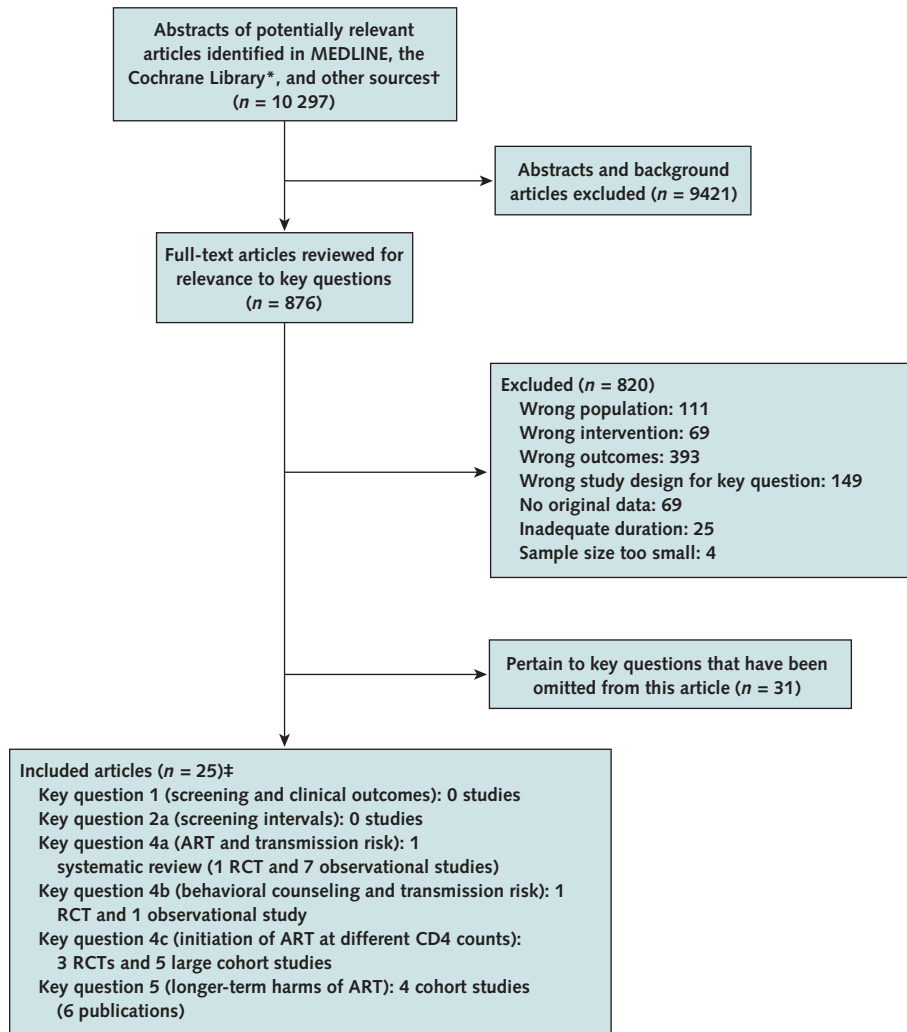 Abstracts of potentially relevant
articles identified in MEDLINE, the
Cochrane Library*, and other sources†
(n = 10 297)
Abstracts and background
articles excluded (n = 9421)
Full-text articles reviewed for
relevance to key questions
(n = 876)
Excluded (n = 820)
Wrong population: 111
Wrong intervention: 69
Wrong outcomes: 393
Wrong study design for key question: 149
No original data: 69
Inadequate duration: 25
Sample size too small: 4
Pertain to key questions that have been
omitted from this article (n = 31)
Included articles (n = 25)‡
Key question 1 (screening and clinical outcomes): 0 studies
Key question 2a (screening intervals): 0 studies
Key question 4a (ART and transmission risk): 1
systematic review (1 RCT and 7 observational studies)
Key question 4b (behavioral counseling and transmission risk): 1
RCT and 1 observational study
Key question 4c (initiation of ART at different CD4 counts):
3 RCTs and 5 large cohort studies
Key question 5 (longer-term harms of ART): 4 cohort studies
(6 publications)